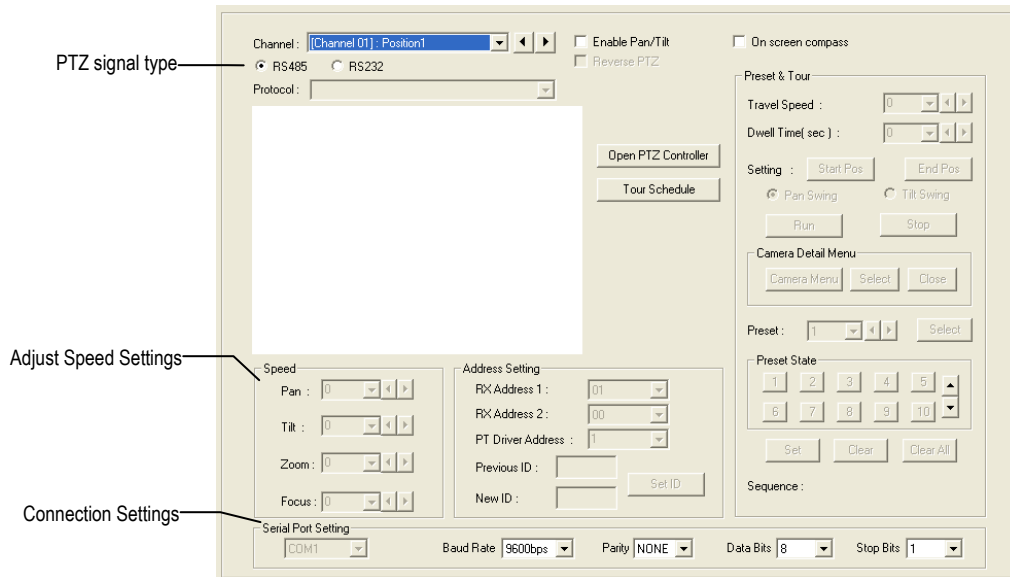 Channel : [Channel 01] : Position1
Enable Pan/Tilt
On screen compass
PTZ signal type
RS485 RS232
Reverse PTZ
Protocol :
Preset & Tour
Travel Speed : 0
Dwell Time( sec ) : 0
Open PTZ Controller
Setting : Start Pos End Pos
Tour Schedule
Pan Swing Tilt Swing
Run Stop
Camera Detail Menu
Camera Menu Select Close
Preset : 1 Select
Preset State
1 2 3 4 5
6 7 8 9 10
Set Clear Clear All
Sequence :
Adjust Speed Settings
Speed
Pan : 0
Tilt : 0
Zoom : 0
Focus : 0
Address Setting
RX Address 1 : 01
RX Address 2 : 00
PT Driver Address : 1
Previous ID :
New ID :
Set ID
Connection Settings
Serial Port Setting
COM1 Baud Rate 9600bps Parity NONE Data Bits 8 Stop Bits 1